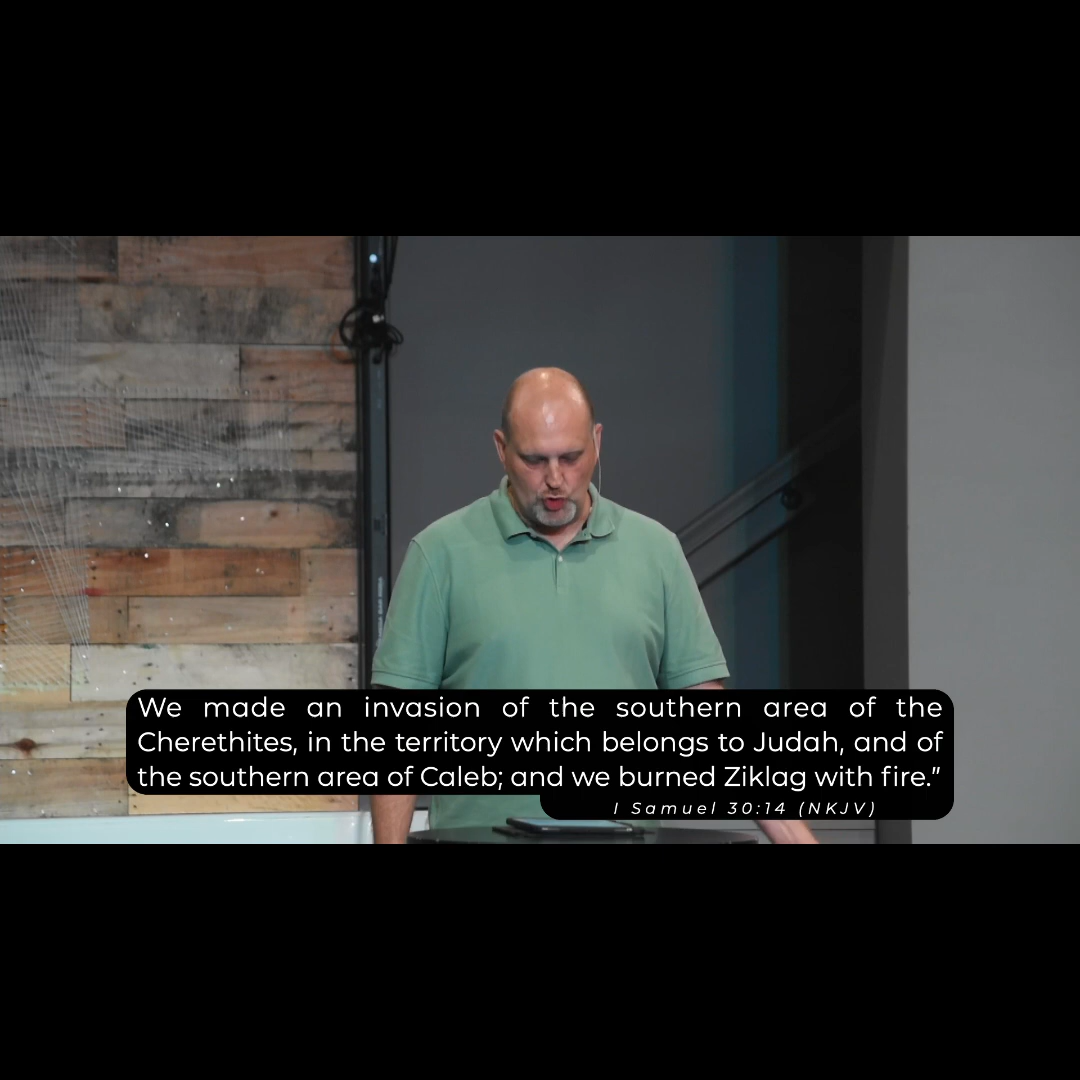 We made an invasion of the southern area of the
Cherethites, in the territory which belongs to Judah, and of
the southern area of Caleb; and we burned Ziklag with fire.”
I Samuel 30:14 (NKJV)